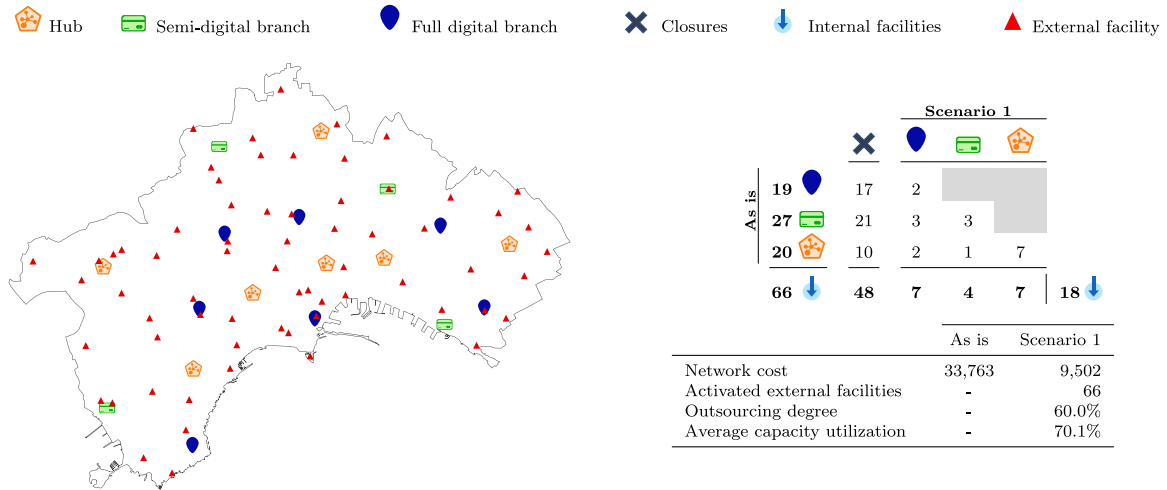 Hub Semi-digital branch Full digital branch Closures Internal facilities External facility
Scenario 1
As is
19 17 2
27 21 3 3
20 10 2 1 7
66 48 7 4 7 18
As is Scenario 1
Network cost 33,763 9,502
Activated external facilities - 66
Outsourcing degree - 60.0%
Average capacity utilization - 70.1%